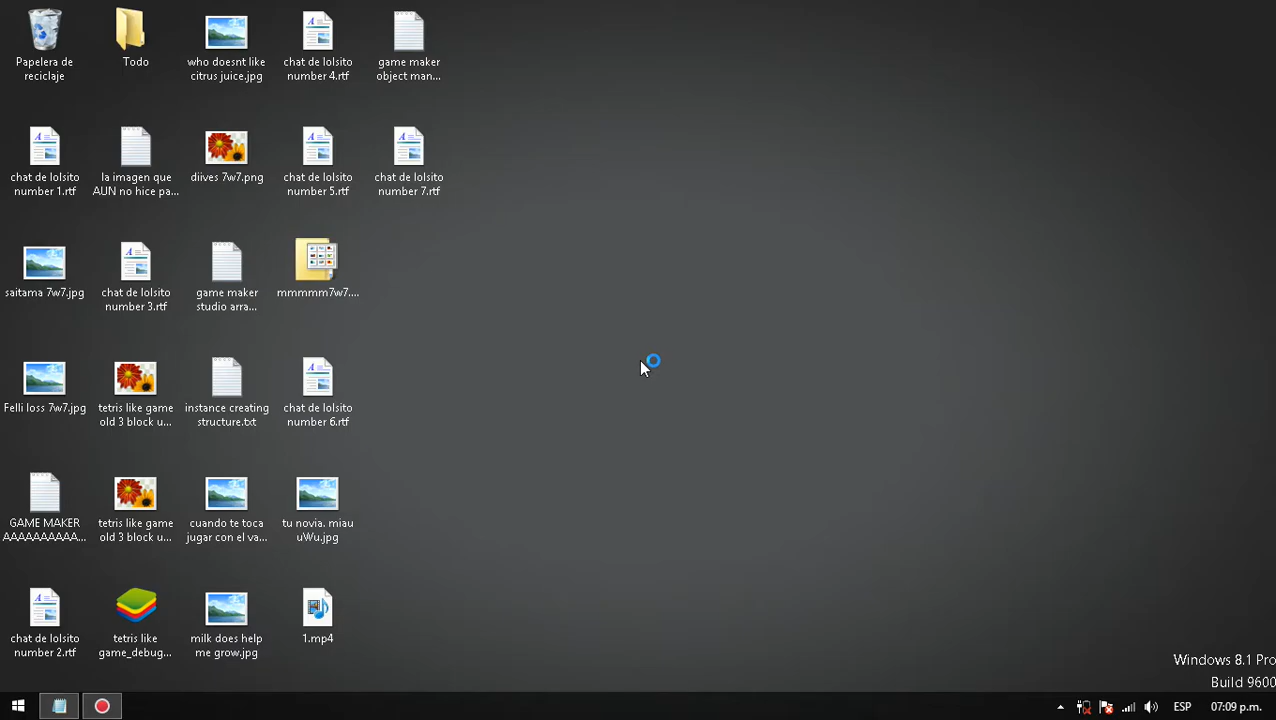 Papelera de
reciclaje
Todo
who doesnt like
citrus juice.jpg
chat de lolsito
number 4.rtf
game maker
object man...
chat de lolsito
number 1.rtf
la imagen que
AUN no hice pa...
diives 7w7.png
chat de lolsito
number 5.rtf
chat de lolsito
number 7.rtf
saitama 7w7.jpg
chat de lolsito
number 3.rtf
game maker
studio arra...
mmmmm7w7....
Felli loss 7w7.jpg
tetris like game
old 3 block u...
instance creating
structure.txt
chat de lolsito
number 6.rtf
GAME MAKER
AAAAAAAAAA...
tetris like game
old 3 block u...
cuando te toca
jugar con el va...
tu novia. miau
uWu.jpg
chat de lolsito
number 2.rtf
tetris like
game_debug...
milk does help
me grow.jpg
1.mp4
Windows 8.1 Pro
Build 9600
ESP
07:09 p.m.